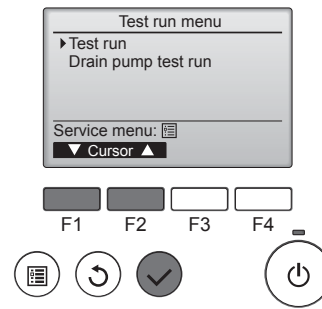 Test run menu
Test run
Drain pump test run
Service menu:
▼ Cursor ▲
F1 F2 F3 F4